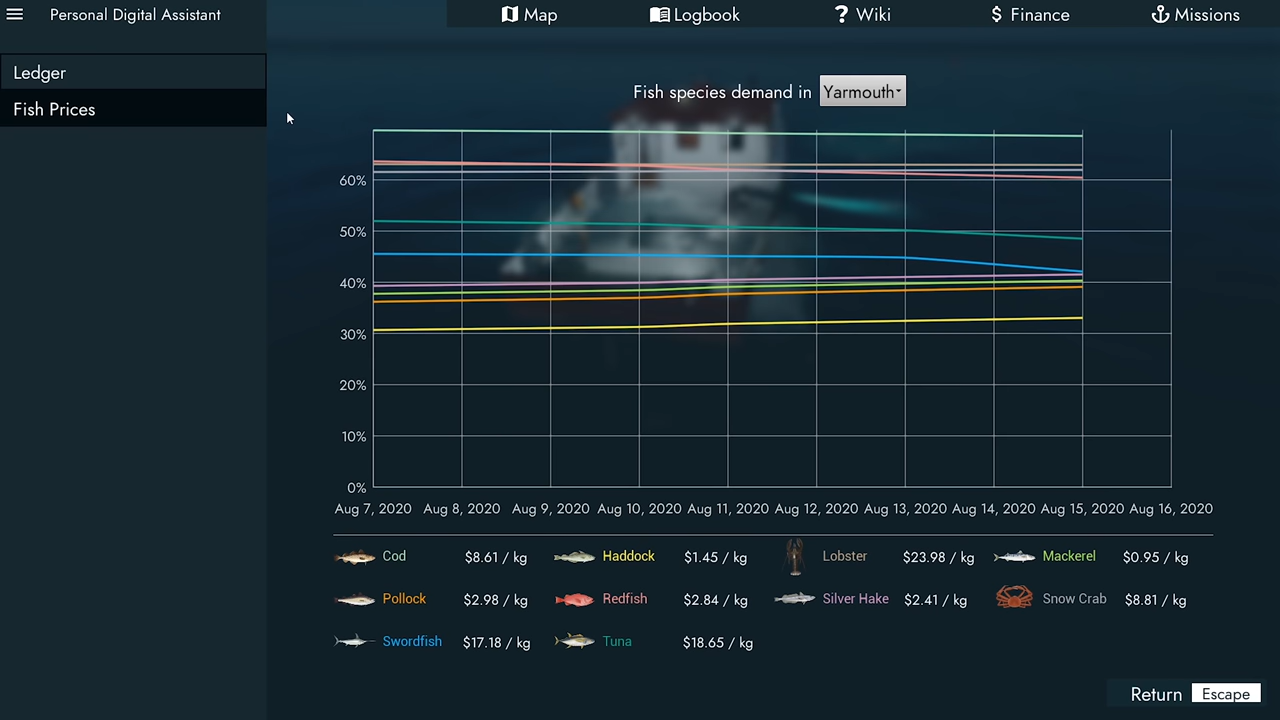 Personal Digital Assistant
Map Logbook Wiki Finance Missions
Ledger
Fish Prices
Fish species demand in Yarmouth
60%
50%
40%
30%
20%
10%
0%
Aug 7, 2020 Aug 8, 2020 Aug 9, 2020 Aug 10, 2020 Aug 11, 2020 Aug 12, 2020 Aug 13, 2020 Aug 14, 2020 Aug 15, 2020 Aug 16, 2020
Cod $8.61 / kg Haddock $1.45 / kg Lobster $23.98 / kg Mackerel $0.95 / kg
Pollock $2.98 / kg Redfish $2.84 / kg Silver Hake $2.41 / kg Snow Crab $8.81 / kg
Swordfish $17.18 / kg Tuna $18.65 / kg
Return Escape